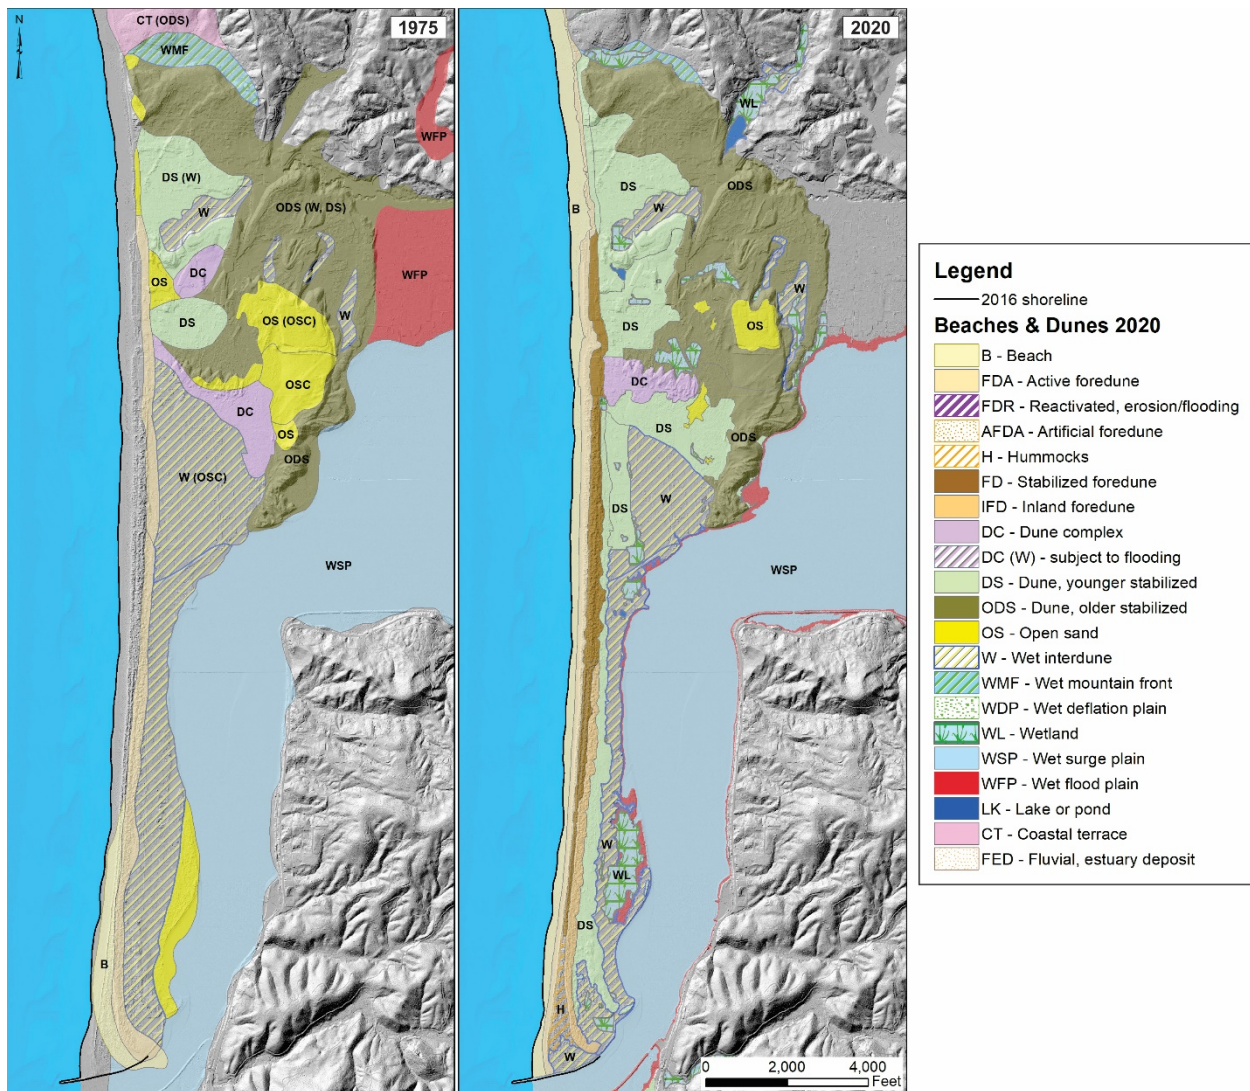 N
1975
CT (ODS)
WMF
WFP
DS (W)
W
ODS (W, DS)
DC
OS
WFP
DS
OS (OSC)
W
OSC
DC
OS
ODS
W (OSC)
WSP
B
2020
WL
DS
ODS
B
W
W
OS
DS
DC
DS
ODS
W
DS
WSP
W
WL
DS
H
W
0 2,000 4,000
Feet
Legend
2016 shoreline
Beaches & Dunes 2020
B - Beach
FDA - Active foredune
FDR - Reactivated, erosion/flooding
AFDA - Artificial foredune
H - Hummocks
FD - Stabilized foredune
IFD - Inland foredune
DC - Dune complex
DC (W) - subject to flooding
DS - Dune, younger stabilized
ODS - Dune, older stabilized
OS - Open sand
W - Wet interdune
WMF - Wet mountain front
WDP - Wet deflation plain
WL - Wetland
WSP - Wet surge plain
WFP - Wet flood plain
LK - Lake or pond
CT - Coastal terrace
FED - Fluvial, estuary deposit